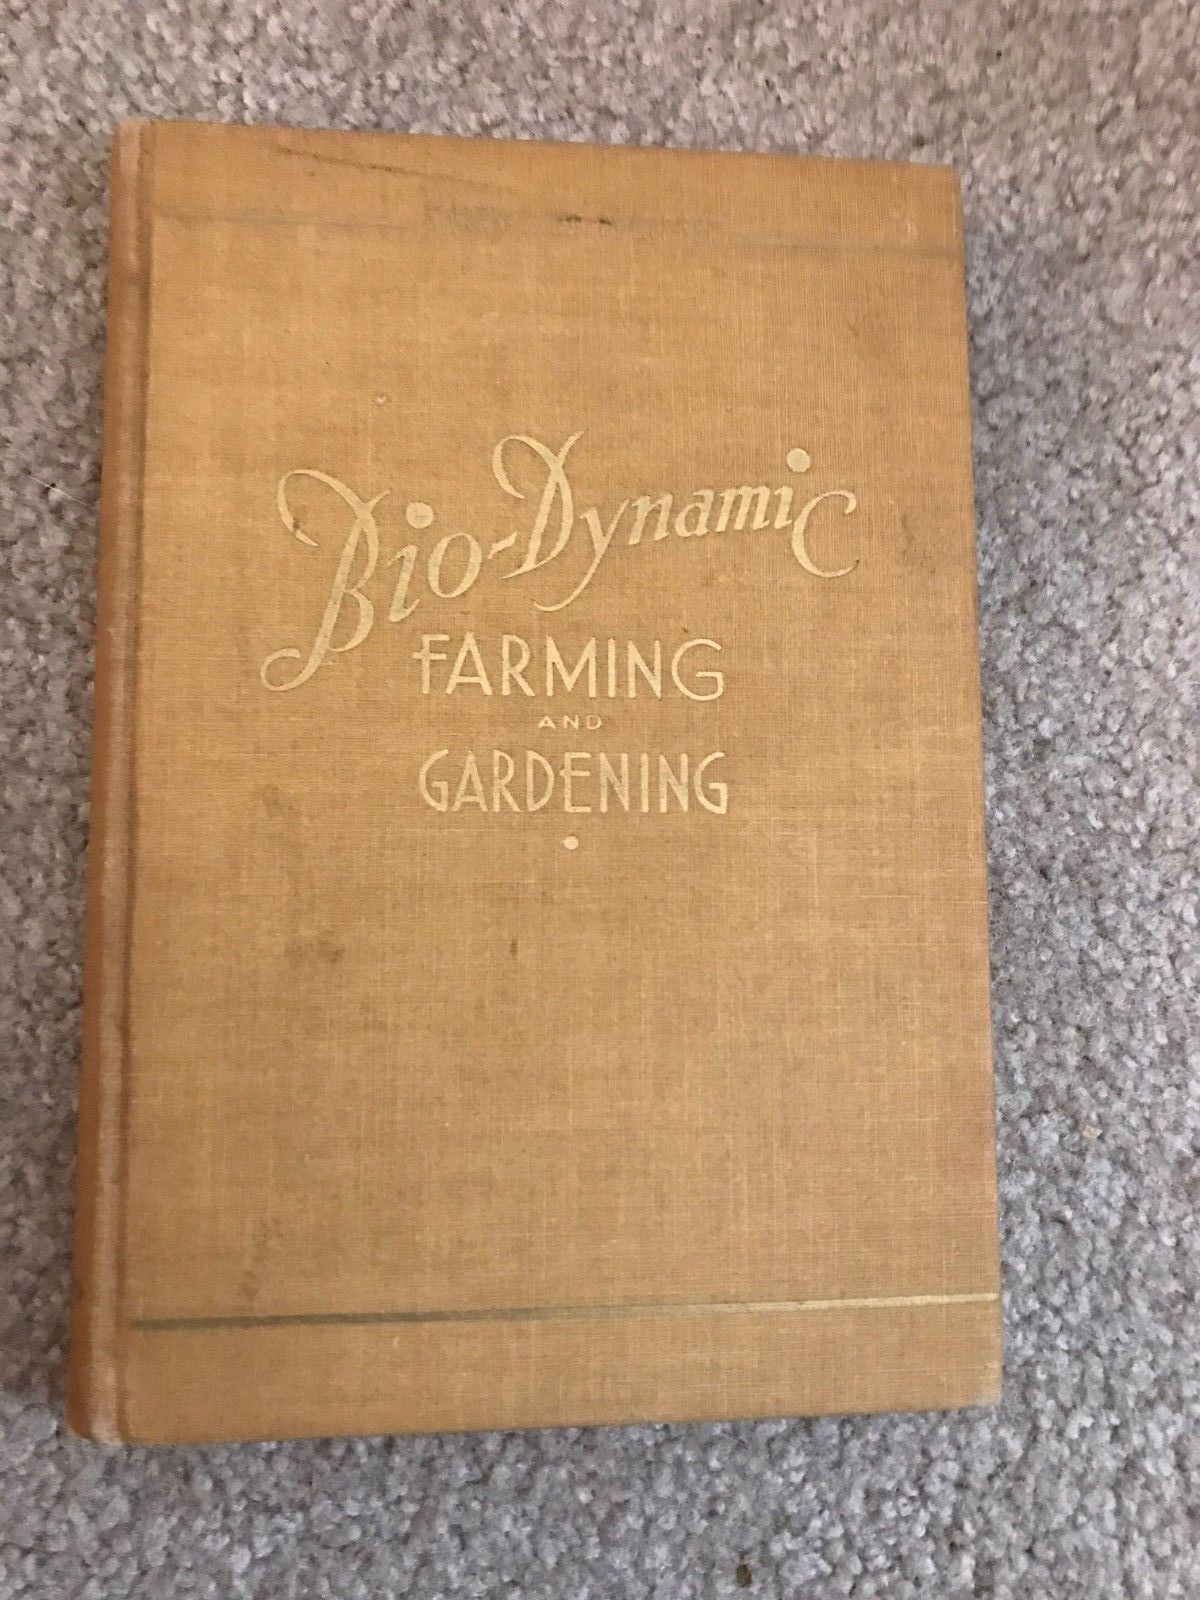 Bio-Dynamic
FARMING
AND
GARDENING